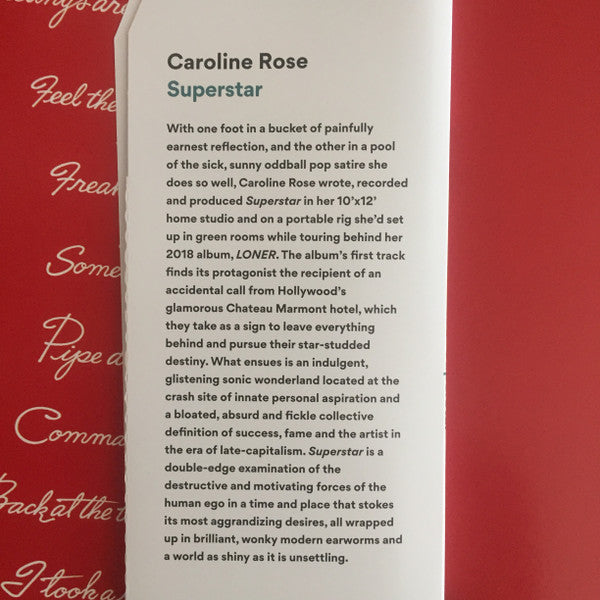 Feel the
Some
Pipe
Back at the
I took a
Caroline Rose
Superstar
With one foot in a bucket of painfully
earnest reflection, and the other in a pool
of the sick, sunny oddball pop satire she
does so well, Caroline Rose wrote, recorded
and produced Superstar in her 10'x12'
home studio and on a portable rig she'd set
up in green rooms while touring behind her
2018 album, LONER. The album's first track
finds its protagonist the recipient of an
accidental call from Hollywood's
glamorous Chateau Marmont hotel, which
they take as a sign to leave everything
behind and pursue their star-studded
destiny. What ensues is an indulgent,
glistening sonic wonderland located at the
crash site of innate personal aspiration and
a bloated, absurd and fickle collective
definition of success, fame and the artist in
the era of late-capitalism. Superstar is a
double-edge examination of the
destructive and motivating forces of the
human ego in a time and place that stokes
its most aggrandizing desires, all wrapped
up in brilliant, wonky modern earworms and
a world as shiny as it is unsettling.